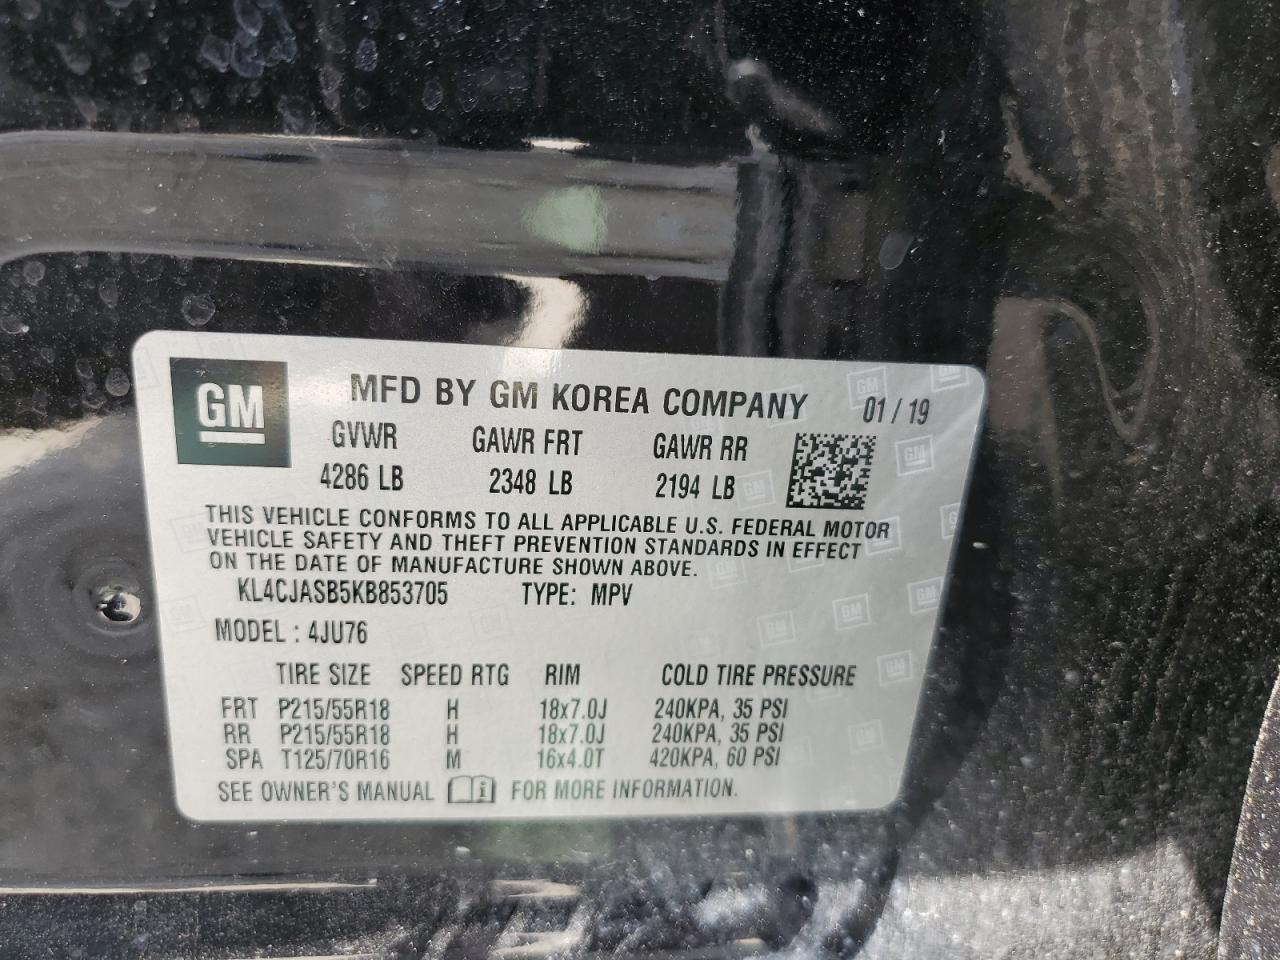 GM MFD BY GM KOREA COMPANY 01 / 19
GVWR GAWR FRT GAWR RR
4286 LB 2348 LB 2194 LB
THIS VEHICLE CONFORMS TO ALL APPLICABLE U.S. FEDERAL MOTOR
VEHICLE SAFETY AND THEFT PREVENTION STANDARDS IN EFFECT
ON THE DATE OF MANUFACTURE SHOWN ABOVE.
KL4CJASB5KB853705 TYPE: MPV
MODEL : 4JU76
TIRE SIZE SPEED RTG RIM COLD TIRE PRESSURE
FRT P215/55R18 H 18x7.0J 240KPA, 35 PSI
RR P215/55R18 H 18x7.0J 240KPA, 35 PSI
SPA T125/70R16 M 16x4.0T 420KPA, 60 PSI
SEE OWNER'S MANUAL i FOR MORE INFORMATION.